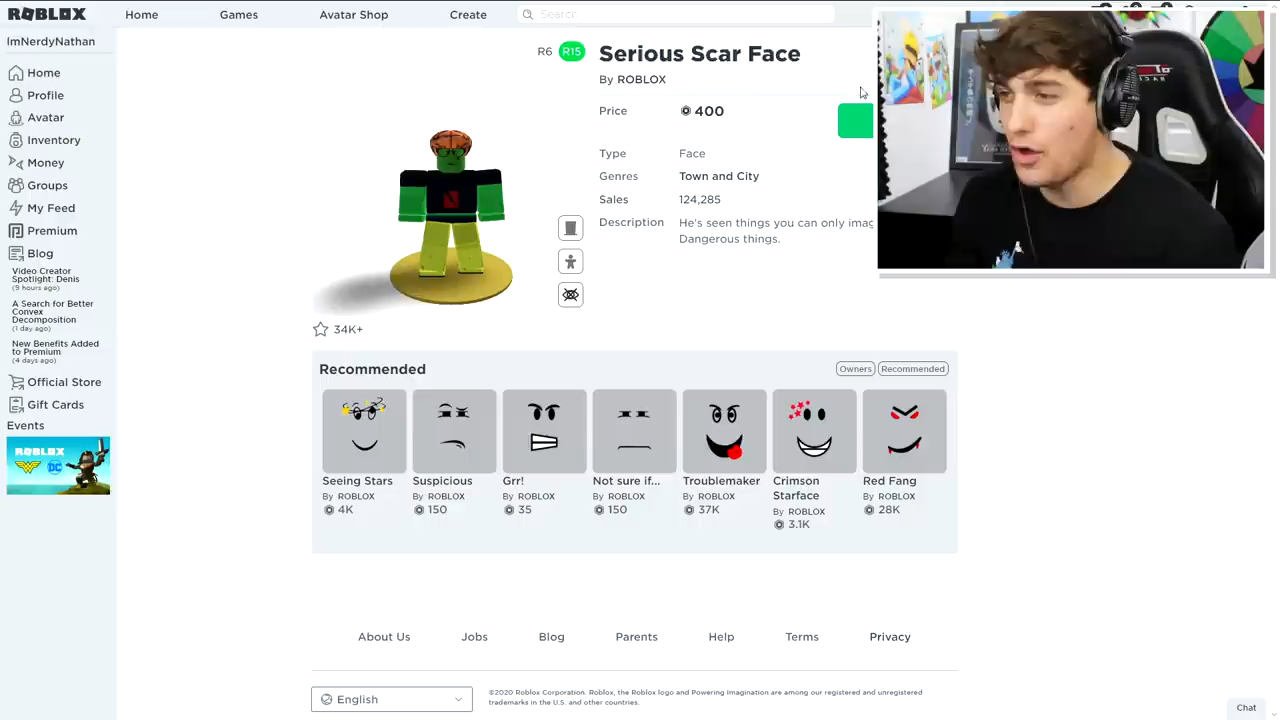 ROBLOX
Home
Games
Avatar Shop
Create
Search
ImNerdyNathan
Home
Profile
Avatar
Inventory
Money
Groups
My Feed
Premium
Blog
Video Creator
Spotlight: Denis
(9 hours ago)
A Search for Better
Convex
Decomposition
(1 day ago)
New Benefits Added
to Premium
(4 days ago)
Official Store
Gift Cards
Events
ROBLOX
DC
R6 R15
Serious Scar Face
By ROBLOX
Price 400
Type Face
Genres Town and City
Sales 124,285
Description He's seen things you can only imag
Dangerous things.
34K+
Recommended
Owners Recommended
Seeing Stars
By ROBLOX
4K
Suspicious
By ROBLOX
150
Grr!
By ROBLOX
35
Not sure if...
By ROBLOX
150
Troublemaker
By ROBLOX
37K
Crimson
Starface
By ROBLOX
3.1K
Red Fang
By ROBLOX
28K
About Us
Jobs
Blog
Parents
Help
Terms
Privacy
English
©2020 Roblox Corporation. Roblox, the Roblox logo and Powering Imagination are among our registered and unregistered
trademarks in the U.S. and other countries.
Chat